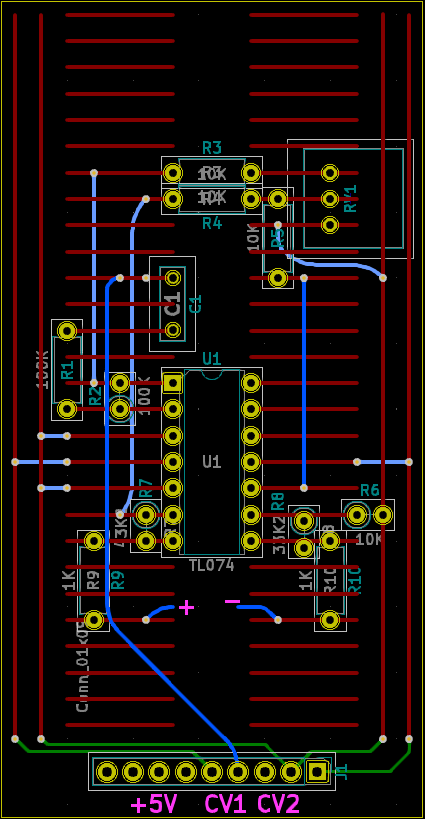 R3
10K
10K
R4
RV1
10K
R5
C1
C1
100K
R1
R2
100K
U1
U1
R7
R8
R6
10K
33K2
TL074
1K
R9
R9
1K
R10
R10
+
−
Conn_01x09
J1
+5V CV1 CV2